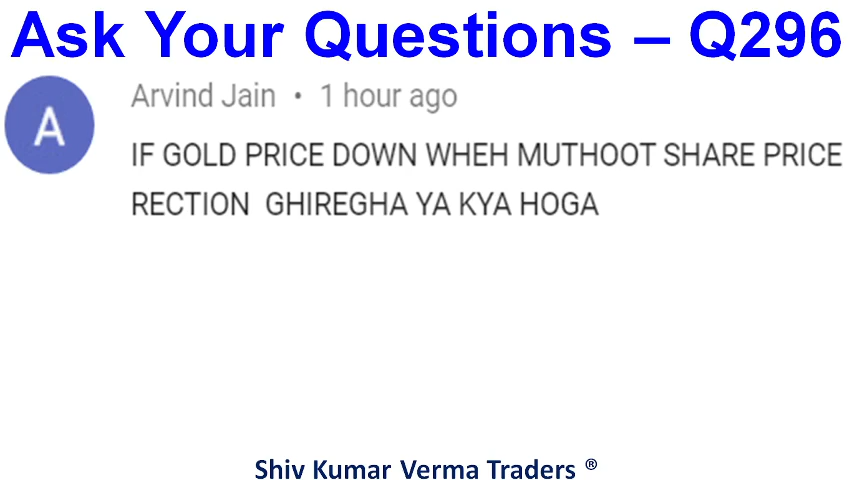 Ask Your Questions – Q296
A
Arvind Jain • 1 hour ago
IF GOLD PRICE DOWN WHEH MUTHOOT SHARE PRICE
RECTION GHIREGHA YA KYA HOGA
Shiv Kumar Verma Traders ®